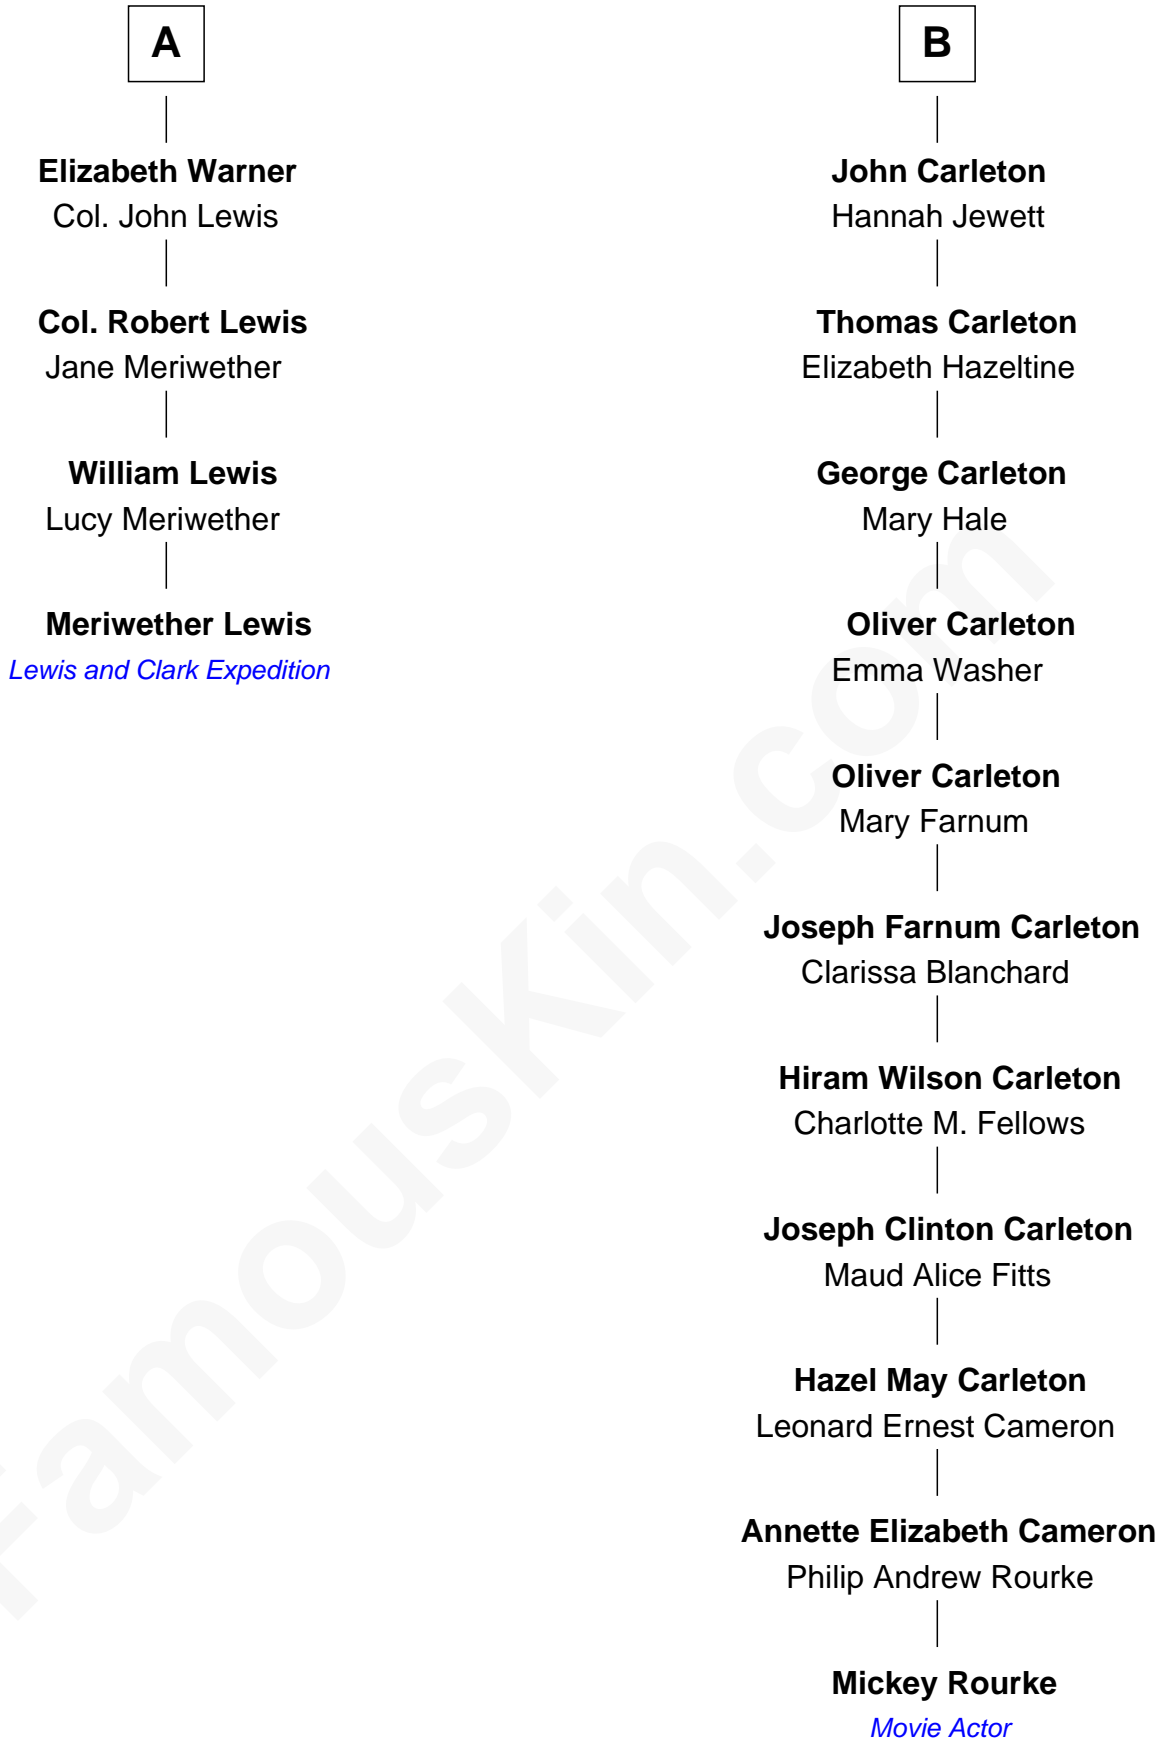 A
Elizabeth Warner
Col. John Lewis
Col. Robert Lewis
Jane Meriwether
William Lewis
Lucy Meriwether
Meriwether Lewis
Lewis and Clark Expedition
B
John Carleton
Hannah Jewett
Thomas Carleton
Elizabeth Hazeltine
George Carleton
Mary Hale
Oliver Carleton
Emma Washer
Oliver Carleton
Mary Farnum
Joseph Farnum Carleton
Clarissa Blanchard
Hiram Wilson Carleton
Charlotte M. Fellows
Joseph Clinton Carleton
Maud Alice Fitts
Hazel May Carleton
Leonard Ernest Cameron
Annette Elizabeth Cameron
Philip Andrew Rourke
Mickey Rourke
Movie Actor
FamousKin.com